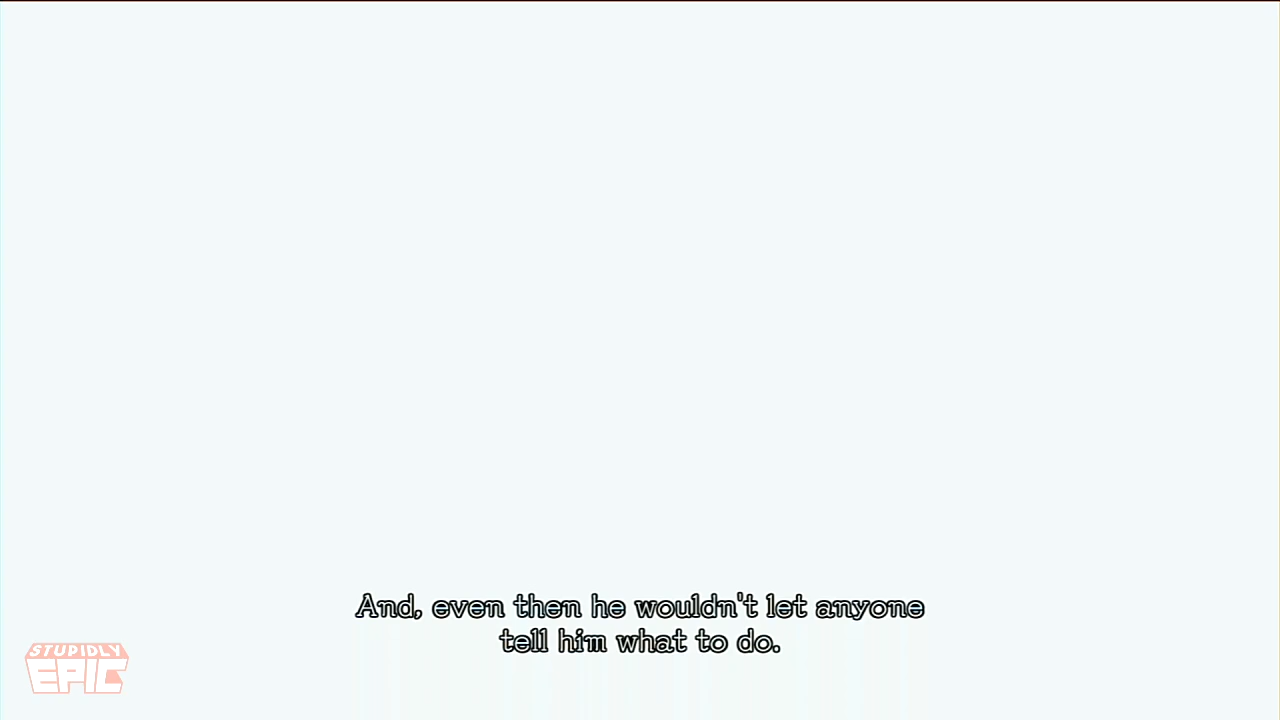 And, even then he wouldn't let anyone
tell him what to do.
STUPIDLY
EPIC